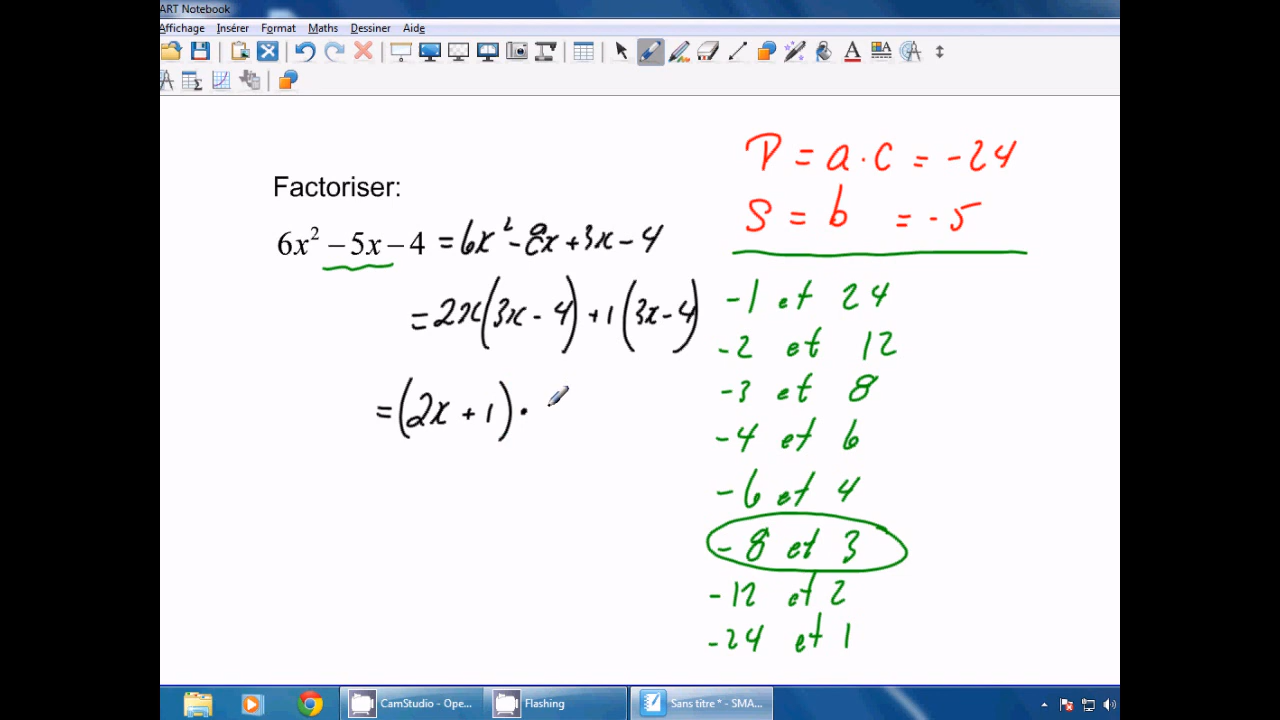 ART Notebook
Affichage Insérer Format Maths Dessiner Aide
Factoriser:
6x² − 5x − 4 = 6x² - 8x + 3x - 4
= 2x(3x - 4) + 1(3x - 4)
= (2x + 1) ·
P = a · c = -24
S = b = -5
-1 et 24
-2 et 12
-3 et 8
-4 et 6
-6 et 4
-8 et 3
-12 et 2
-24 et 1
CamStudio - Ope... Flashing Sans titre * - SMA...